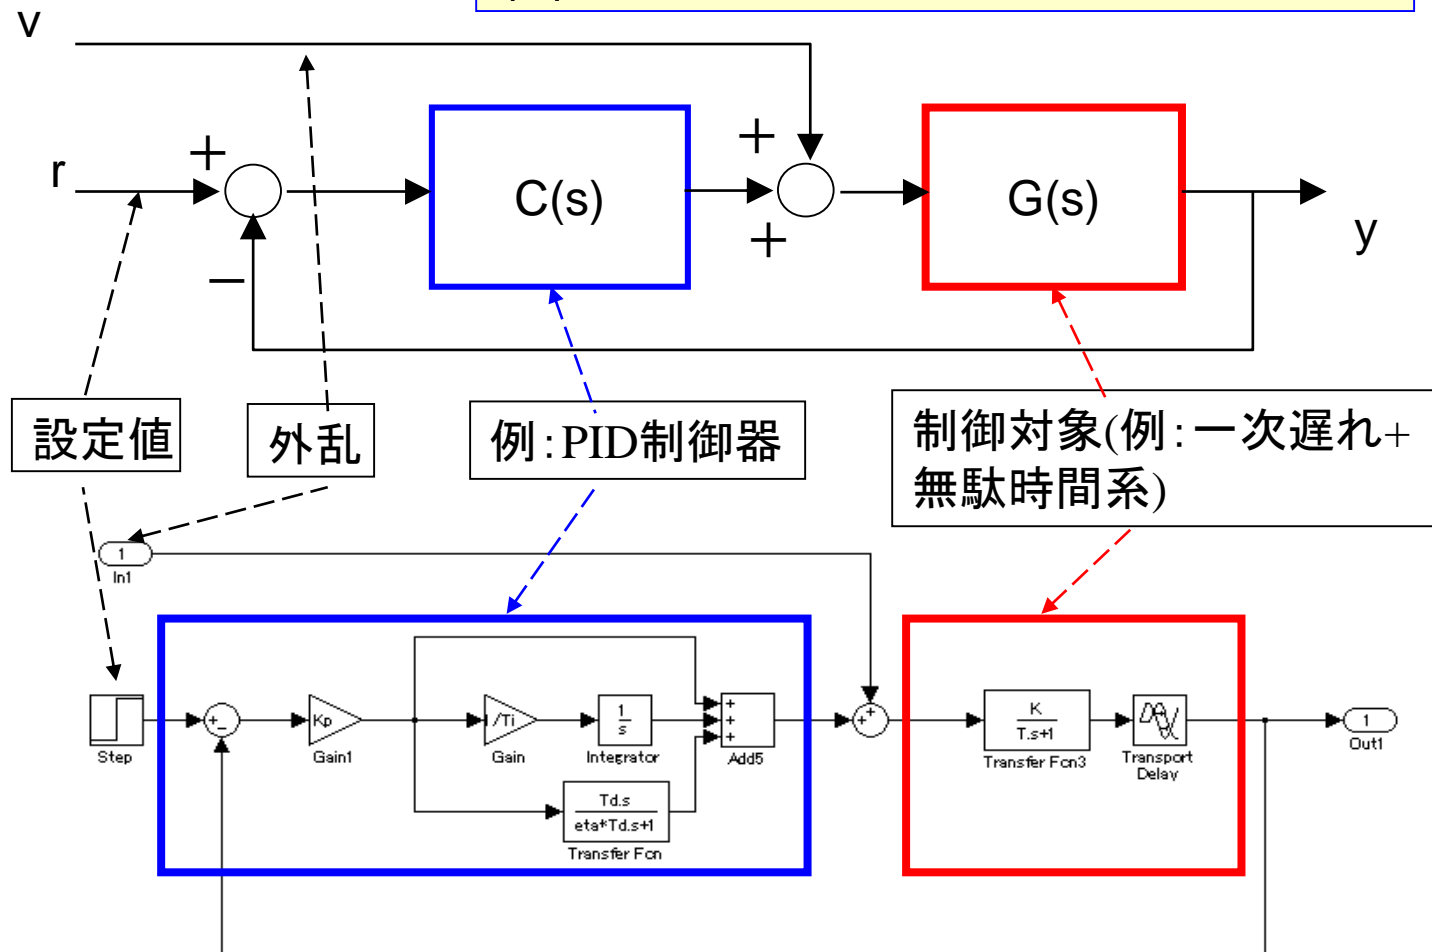 v
r
+
−
C(s)
+
+
G(s)
y
設定値
外乱
例:PID制御器
制御対象(例:一次遅れ+
無駄時間系)
1
In1
Step
+
−
Kp
Gain1
/Ti
Gain
1
s
Integrator
+
+
+
Add5
Td.s
eta*Td.s+1
Transfer Fcn
+
+
K
T.s+1
Transfer Fcn3
Transport
Delay
1
Out1